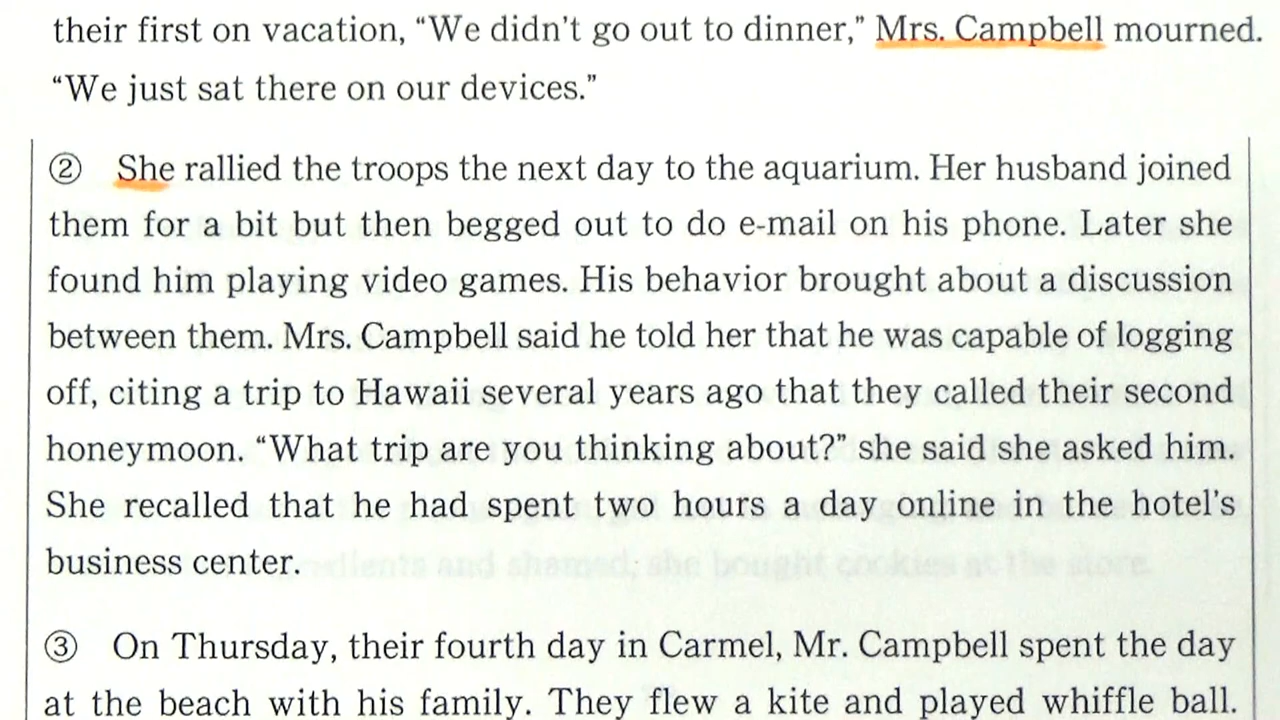 their first on vacation, “We didn’t go out to dinner,” Mrs. Campbell mourned.
“We just sat there on our devices.”
② She rallied the troops the next day to the aquarium. Her husband joined
them for a bit but then begged out to do e-mail on his phone. Later she
found him playing video games. His behavior brought about a discussion
between them. Mrs. Campbell said he told her that he was capable of logging
off, citing a trip to Hawaii several years ago that they called their second
honeymoon. “What trip are you thinking about?” she said she asked him.
She recalled that he had spent two hours a day online in the hotel’s
business center.
③ On Thursday, their fourth day in Carmel, Mr. Campbell spent the day
at the beach with his family. They flew a kite and played whiffle ball.